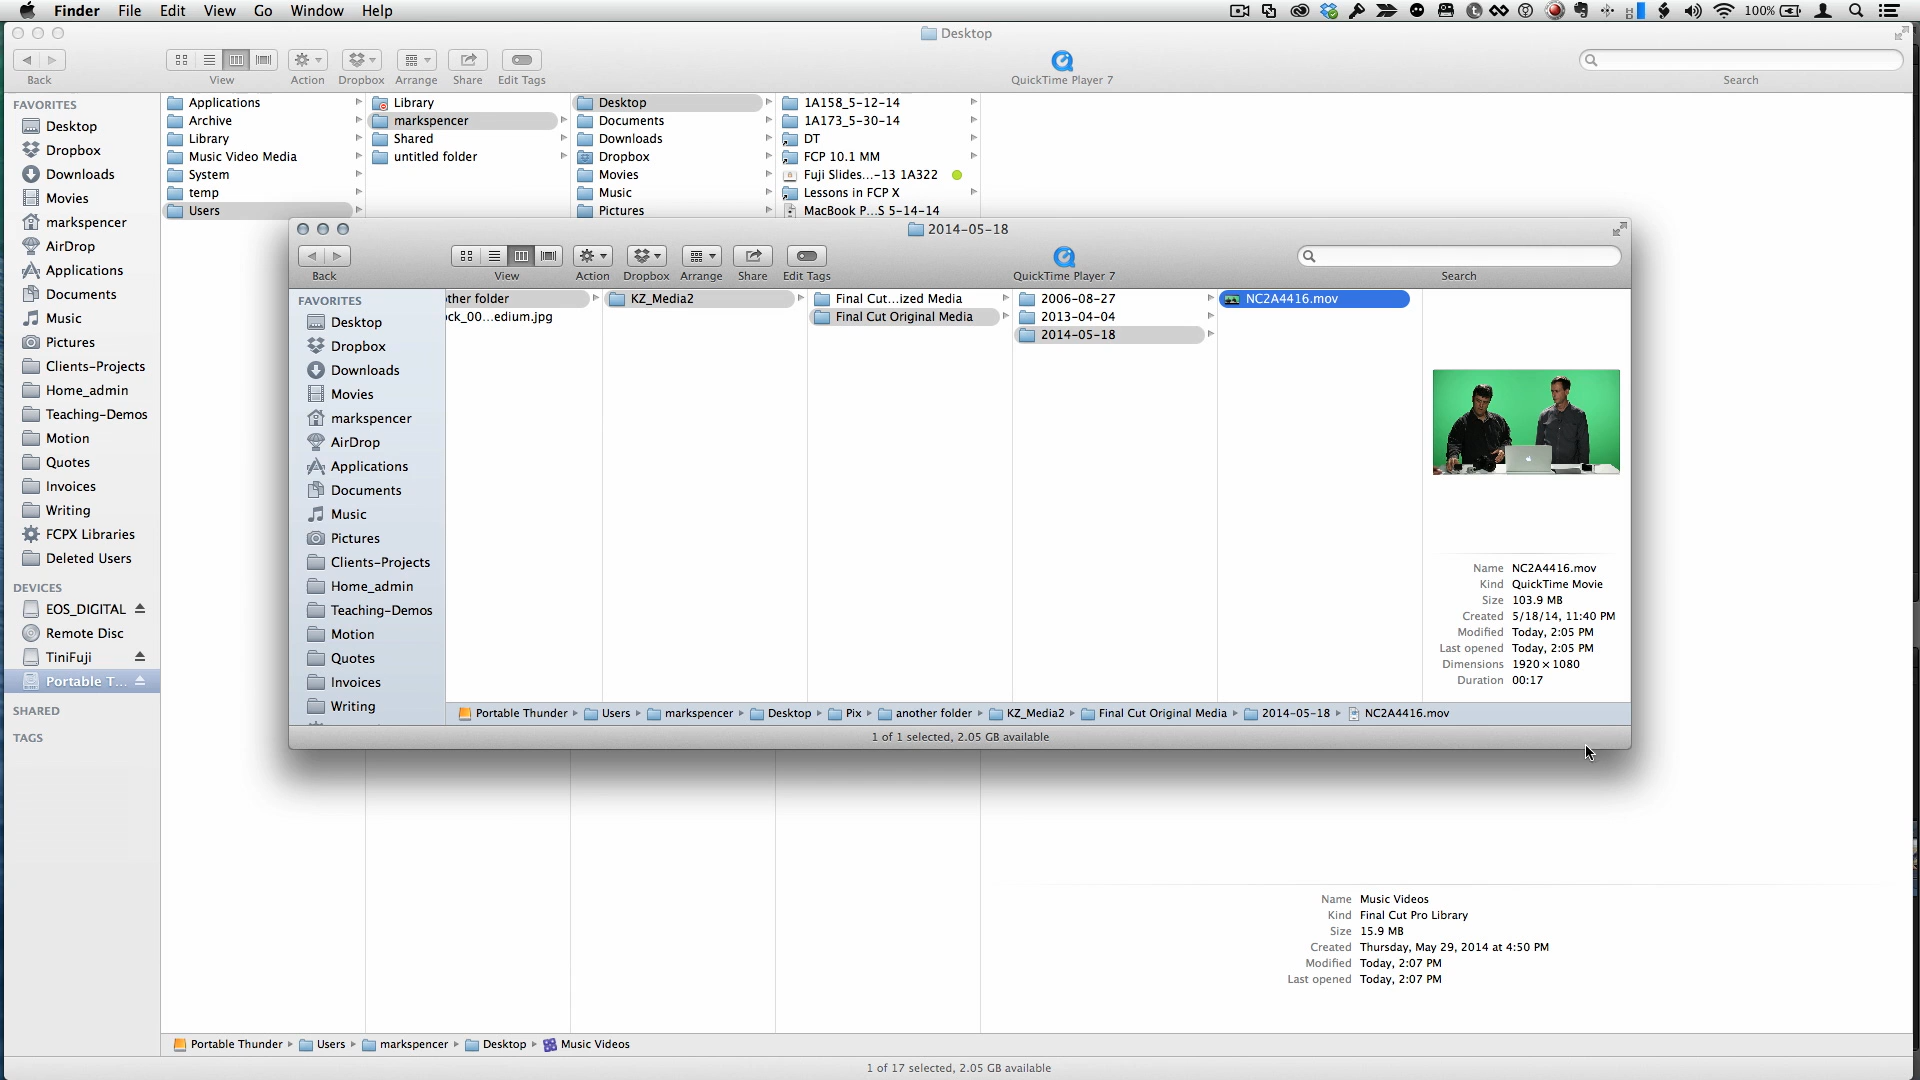 Finder File Edit View Go Window Help 100%
Desktop
Back View Action Dropbox Arrange Share Edit Tags QuickTime Player 7 Search
FAVORITES
Desktop
Dropbox
Downloads
Movies
markspencer
AirDrop
Applications
Documents
Music
Pictures
Clients-Projects
Home_admin
Teaching-Demos
Motion
Quotes
Invoices
Writing
FCPX Libraries
Deleted Users
DEVICES
EOS_DIGITAL
Remote Disc
TiniFuji
Portable T...
SHARED
TAGS
Applications
Archive
Library
Music Video Media
System
temp
Users
Library
markspencer
Shared
untitled folder
Desktop
Documents
Downloads
Dropbox
Movies
Music
Pictures
1A158_5-12-14
1A173_5-30-14
DT
FCP 10.1 MM
Fuji Slides...-13 1A322
Lessons in FCP X
MacBook P...S 5-14-14
2014-05-18
Back View Action Dropbox Arrange Share Edit Tags QuickTime Player 7 Search
FAVORITES
Desktop
Dropbox
Downloads
Movies
markspencer
AirDrop
Applications
Documents
Music
Pictures
Clients-Projects
Home_admin
Teaching-Demos
Motion
Quotes
Invoices
Writing
ther folder
ck_00...edium.jpg
KZ_Media2
Final Cut...ized Media
Final Cut Original Media
2006-08-27
2013-04-04
2014-05-18
NC2A4416.mov
Name NC2A4416.mov
Kind QuickTime Movie
Size 103.9 MB
Created 5/18/14, 11:40 PM
Modified Today, 2:05 PM
Last opened Today, 2:05 PM
Dimensions 1920 × 1080
Duration 00:17
Portable Thunder Users markspencer Desktop Pix another folder KZ_Media2 Final Cut Original Media 2014-05-18 NC2A4416.mov
1 of 1 selected, 2.05 GB available
Name Music Videos
Kind Final Cut Pro Library
Size 15.9 MB
Created Thursday, May 29, 2014 at 4:50 PM
Modified Today, 2:07 PM
Last opened Today, 2:07 PM
Portable Thunder Users markspencer Desktop Music Videos
1 of 17 selected, 2.05 GB available